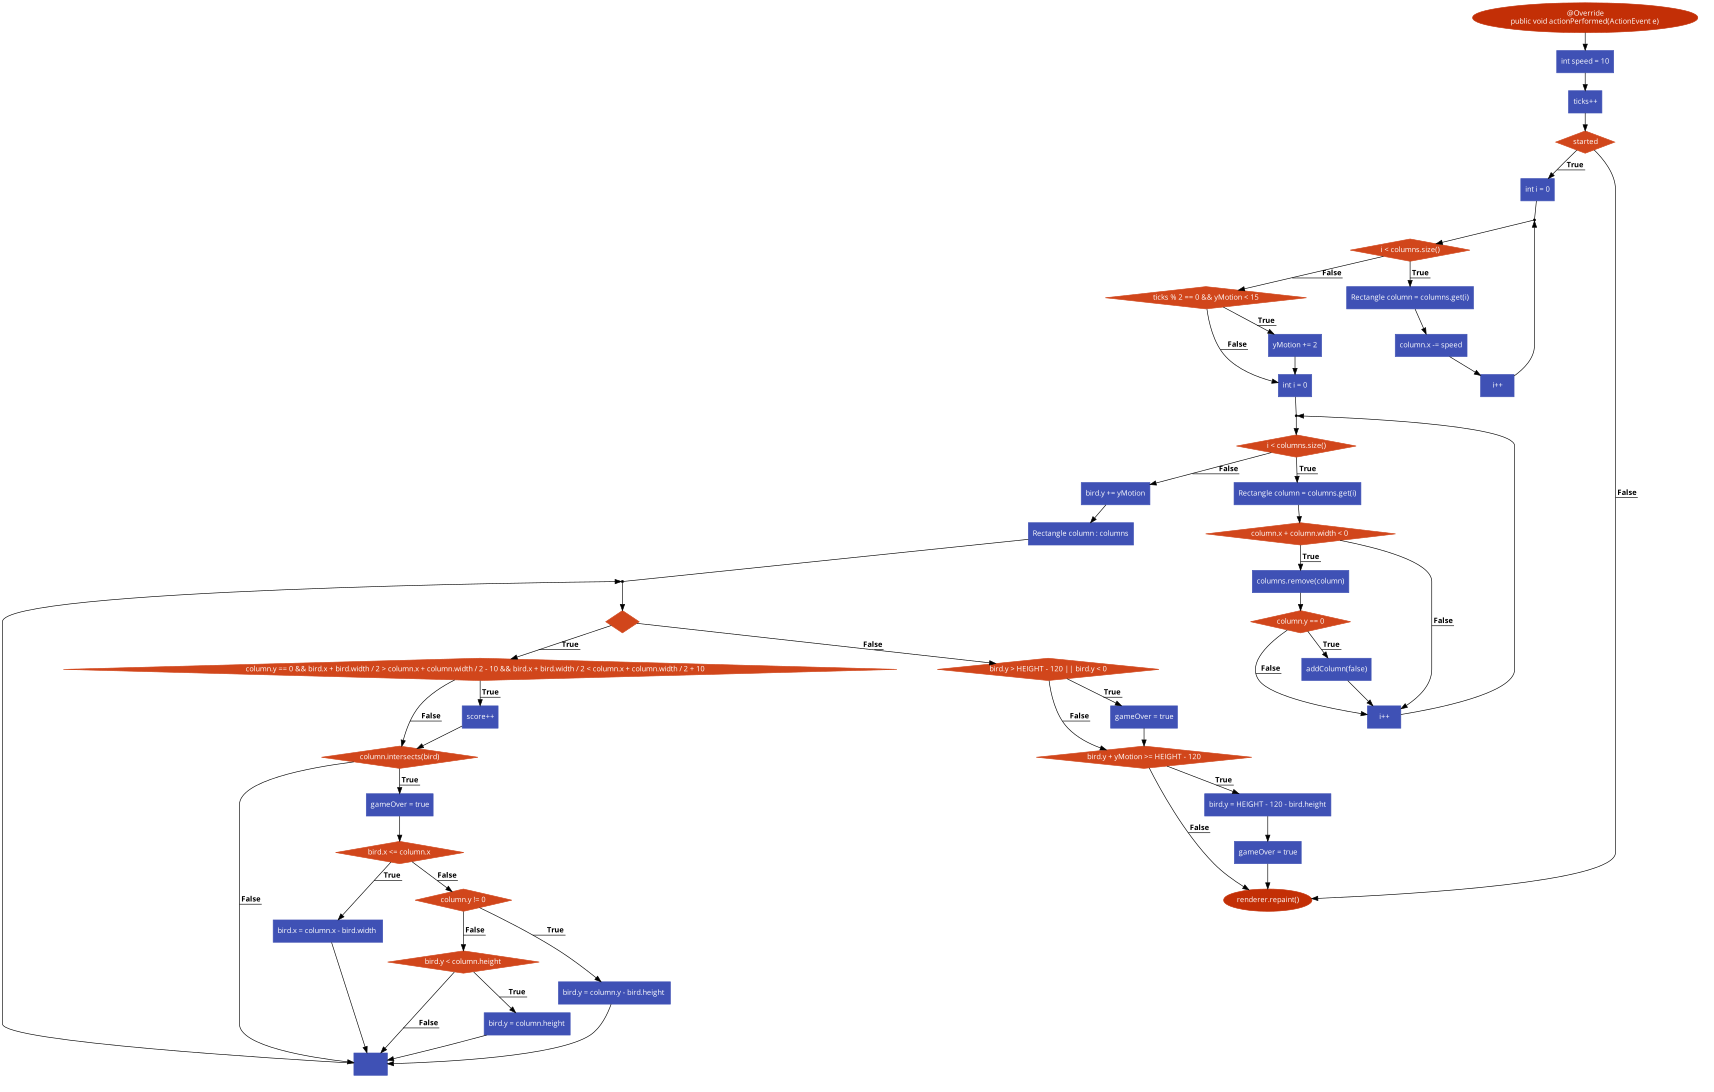 @Override
public void actionPerformed(ActionEvent e)
int speed = 10
ticks++
started
True
int i = 0
i < columns.size()
False
True
ticks % 2 == 0 && yMotion < 15
Rectangle column = columns.get(i)
True
False
yMotion += 2
column.x -= speed
int i = 0
i++
i < columns.size()
False
True
False
bird.y += yMotion
Rectangle column = columns.get(i)
Rectangle column : columns
column.x + column.width < 0
True
columns.remove(column)
column.y == 0
False
True
False
True
False
column.y == 0 && bird.x + bird.width / 2 > column.x + column.width / 2 - 10 && bird.x + bird.width / 2 < column.x + column.width / 2 + 10
bird.y > HEIGHT - 120 || bird.y < 0
False
addColumn(false)
True
True
False
score++
False
gameOver = true
i++
column.intersects(bird)
bird.y + yMotion >= HEIGHT - 120
True
True
gameOver = true
bird.y = HEIGHT - 120 - bird.height
False
bird.x <= column.x
gameOver = true
True
False
False
column.y != 0
renderer.repaint()
bird.x = column.x - bird.width
False
True
bird.y < column.height
True
bird.y = column.y - bird.height
False
bird.y = column.height